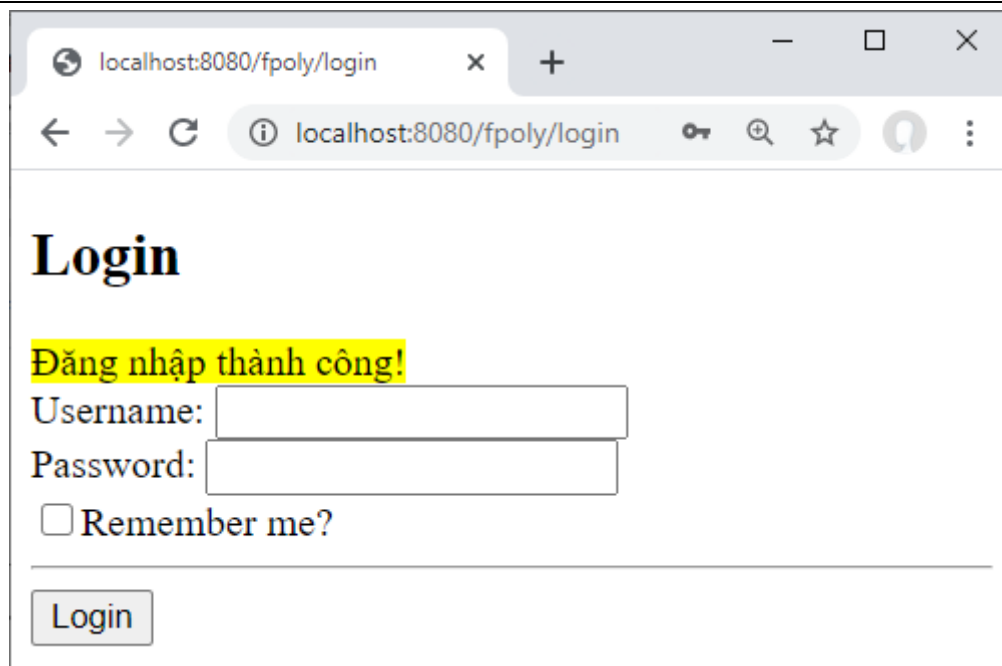 localhost:8080/fpoly/login
localhost:8080/fpoly/login
Login
Đăng nhập thành công!
Username:
Password:
Remember me?
Login